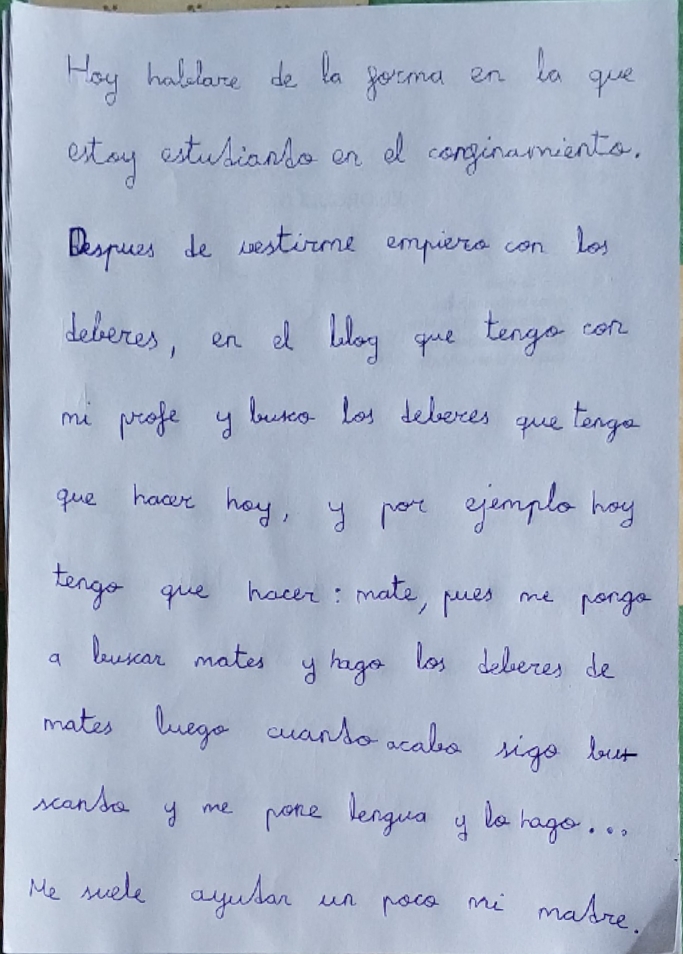 Hoy hablare de la forma en la que
estoy estudiando en el confinamiento.
Despues de vestirme empiezo con los
deberes, en el blog que tengo con
mi profe y busco los deberes que tengo
que hacer hoy, y por ejemplo hoy
tengo que hacer: mate, pues me pongo
a buscar mates y hago los deberes de
mates luego cuando acabo sigo bu
scando y me pone lengua y lo hago...
Me suele ayudar un poco mi madre.